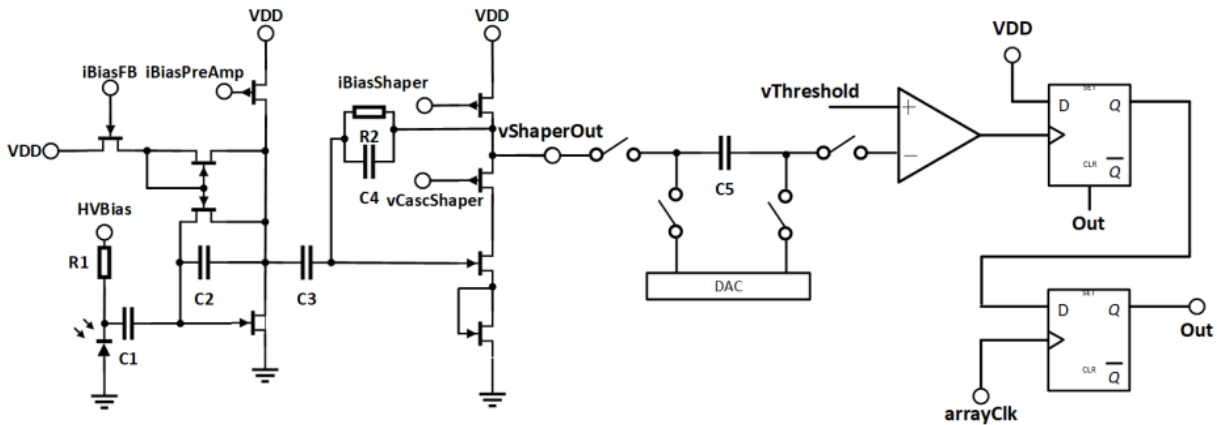 VDD
VDD
iBiasFB
iBiasPreAmp
VDD
HVBias
R1
C1
C2
C3
iBiasShaper
R2
C4
vCascShaper
vShaperOut
C5
DAC
vThreshold
+
−
VDD
SET
D
Q
CLR
Q
Out
SET
D
Q
CLR
Q
Out
arrayClk